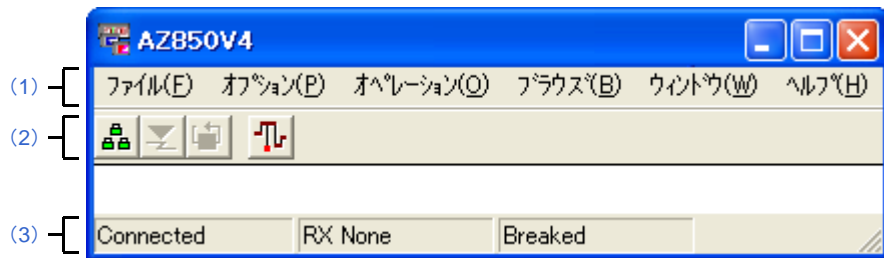 AZ850V4
(1)
ﾌｧｲﾙ(F) ｵﾌﾟｼｮﾝ(P) ｵﾍﾟﾚｰｼｮﾝ(O) ﾌﾞﾗｳｽﾞ(B) ｳｨﾝﾄﾞｳ(W) ﾍﾙﾌﾟ(H)
(2)
(3)
Connected RX None Breaked